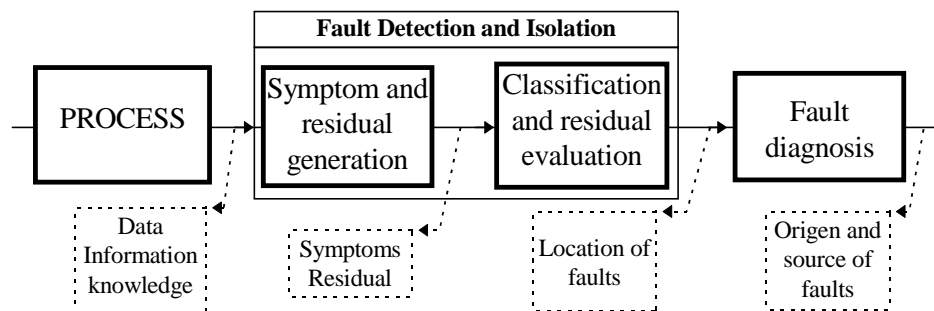 Fault Detection and Isolation
PROCESS
Symptom and
residual
generation
Classification
and residual
evaluation
Fault
diagnosis
Data
Information
knowledge
Symptoms
Residual
Location of
faults
Origen and
source of
faults